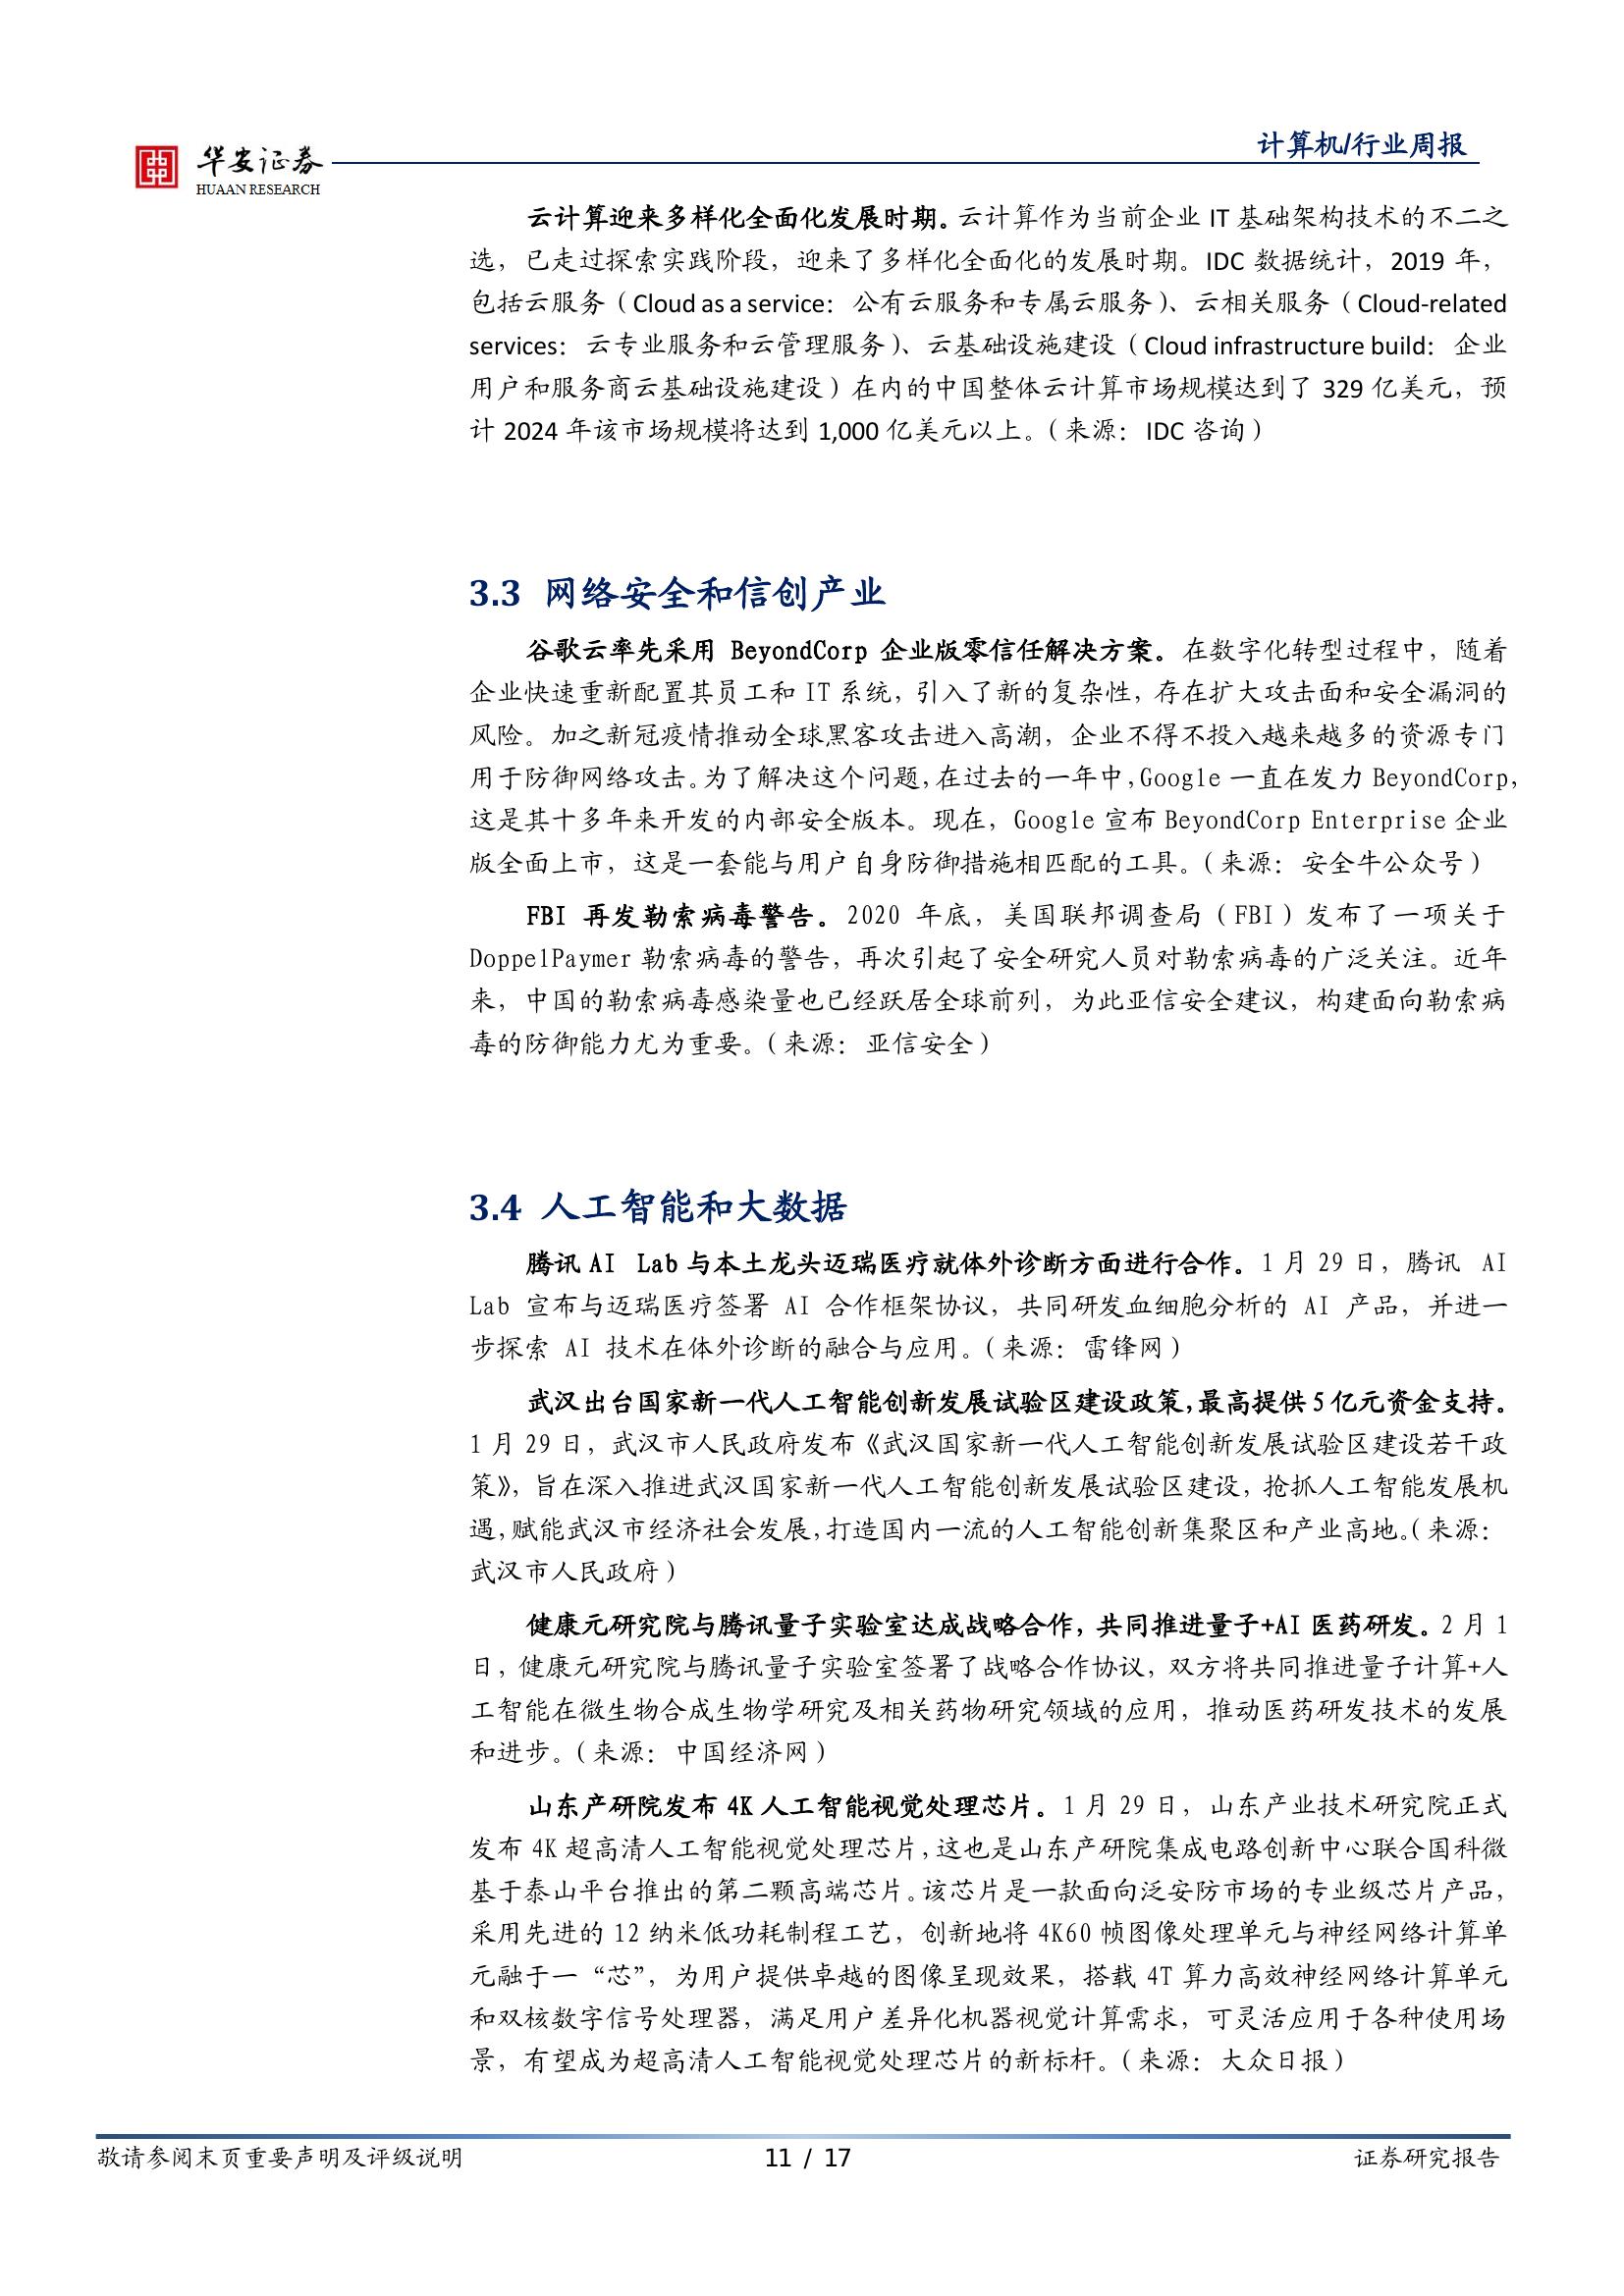 华安证券
HUAAN RESEARCH
计算机/行业周报
云计算迎来多样化全面化发展时期。云计算作为当前企业 IT 基础架构技术的不二之
选，已走过探索实践阶段，迎来了多样化全面化的发展时期。IDC 数据统计，2019 年，
包括云服务（Cloud as a service：公有云服务和专属云服务）、云相关服务（Cloud-related
services：云专业服务和云管理服务）、云基础设施建设（Cloud infrastructure build：企业
用户和服务商云基础设施建设）在内的中国整体云计算市场规模达到了 329 亿美元，预
计 2024 年该市场规模将达到 1,000 亿美元以上。（来源：IDC 咨询）
3.3 网络安全和信创产业
谷歌云率先采用 BeyondCorp 企业版零信任解决方案。在数字化转型过程中，随着
企业快速重新配置其员工和 IT 系统，引入了新的复杂性，存在扩大攻击面和安全漏洞的
风险。加之新冠疫情推动全球黑客攻击进入高潮，企业不得不投入越来越多的资源专门
用于防御网络攻击。为了解决这个问题，在过去的一年中，Google 一直在发力 BeyondCorp，
这是其十多年来开发的内部安全版本。现在，Google 宣布 BeyondCorp Enterprise 企业
版全面上市，这是一套能与用户自身防御措施相匹配的工具。（来源：安全牛公众号）
FBI 再发勒索病毒警告。2020 年底，美国联邦调查局（FBI）发布了一项关于
DoppelPaymer 勒索病毒的警告，再次引起了安全研究人员对勒索病毒的广泛关注。近年
来，中国的勒索病毒感染量也已经跃居全球前列，为此亚信安全建议，构建面向勒索病
毒的防御能力尤为重要。（来源：亚信安全）
3.4 人工智能和大数据
腾讯 AI Lab 与本土龙头迈瑞医疗就体外诊断方面进行合作。1 月 29 日，腾讯 AI
Lab 宣布与迈瑞医疗签署 AI 合作框架协议，共同研发血细胞分析的 AI 产品，并进一
步探索 AI 技术在体外诊断的融合与应用。（来源：雷锋网）
武汉出台国家新一代人工智能创新发展试验区建设政策，最高提供 5 亿元资金支持。
1 月 29 日，武汉市人民政府发布《武汉国家新一代人工智能创新发展试验区建设若干政
策》，旨在深入推进武汉国家新一代人工智能创新发展试验区建设，抢抓人工智能发展机
遇，赋能武汉市经济社会发展，打造国内一流的人工智能创新集聚区和产业高地。（来源：
武汉市人民政府）
健康元研究院与腾讯量子实验室达成战略合作，共同推进量子+AI 医药研发。2 月 1
日，健康元研究院与腾讯量子实验室签署了战略合作协议，双方将共同推进量子计算+人
工智能在微生物合成生物学研究及相关药物研究领域的应用，推动医药研发技术的发展
和进步。（来源：中国经济网）
山东产研院发布 4K 人工智能视觉处理芯片。1 月 29 日，山东产业技术研究院正式
发布 4K 超高清人工智能视觉处理芯片，这也是山东产研院集成电路创新中心联合国科微
基于泰山平台推出的第二颗高端芯片。该芯片是一款面向泛安防市场的专业级芯片产品，
采用先进的 12 纳米低功耗制程工艺，创新地将 4K60 帧图像处理单元与神经网络计算单
元融于一“芯”，为用户提供卓越的图像呈现效果，搭载 4T 算力高效神经网络计算单元
和双核数字信号处理器，满足用户差异化机器视觉计算需求，可灵活应用于各种使用场
景，有望成为超高清人工智能视觉处理芯片的新标杆。（来源：大众日报）
敬请参阅末页重要声明及评级说明
11 / 17
证券研究报告